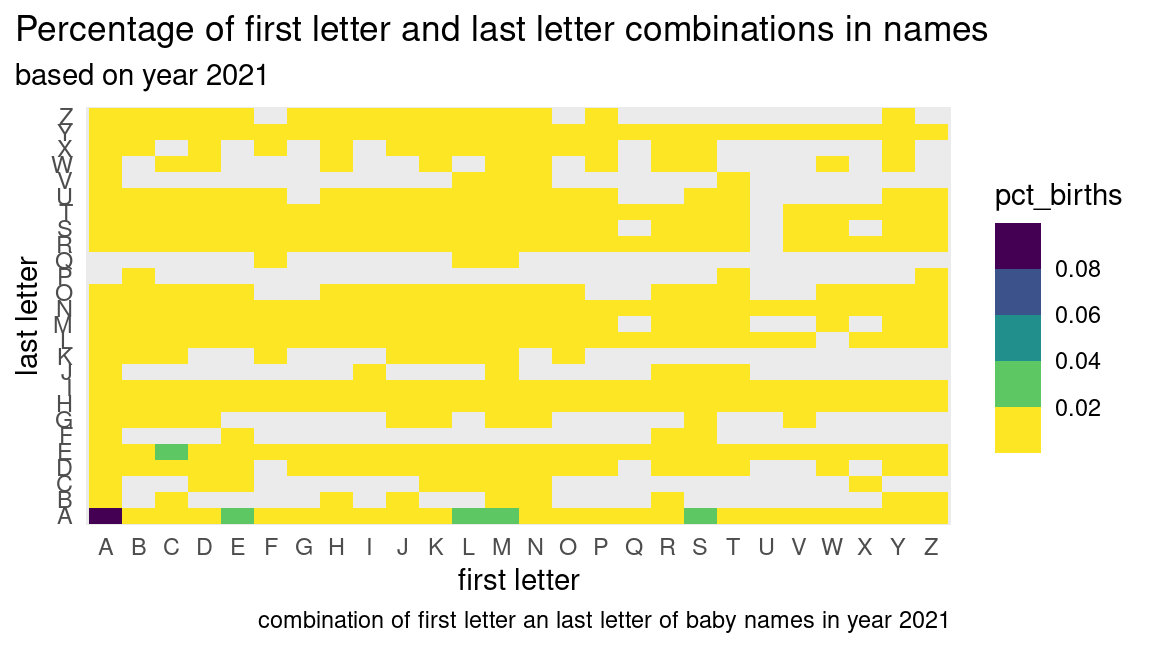 Percentage of first letter and last letter combinations in names
based on year 2021
Z
Y
X
W
V
U
T
S
R
Q
P
O
N
M
L
K
J
I
H
G
F
E
D
C
B
A
last letter
A B C D E F G H I J K L M N O P Q R S T U V W X Y Z
first letter
pct_births
0.08
0.06
0.04
0.02
combination of first letter an last letter of baby names in year 2021